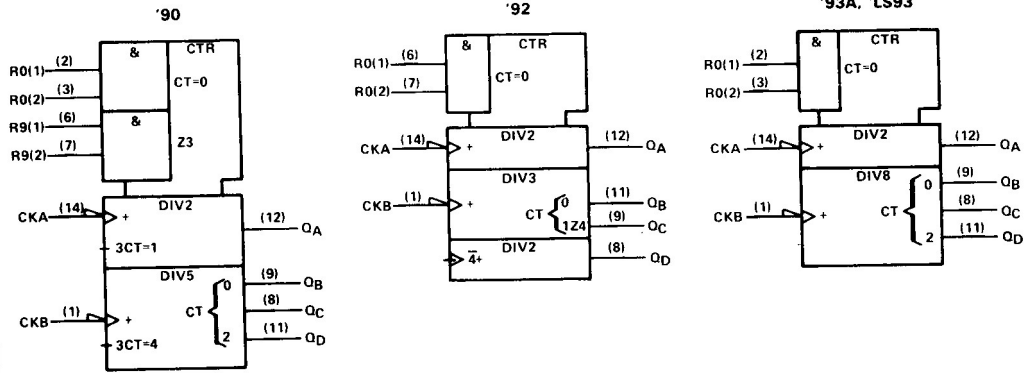 '90
&
CTR
R0(1) (2)
CT=0
R0(2) (3)
R9(1) (6)
&
Z3
R9(2) (7)
DIV2
CKA (14) +
(12) QA
3CT=1
DIV5
(9) QB
0
CT
(8) QC
CKB (1) +
2
(11) QD
3CT=4
'92
&
CTR
R0(1) (6)
CT=0
R0(2) (7)
DIV2
CKA (14) +
(12) QA
DIV3
CKB (1) +
0
(11) QB
CT
1Z4
(9) QC
DIV2
4+
(8) QD
'93A, 'LS93
&
CTR
R0(1) (2)
CT=0
R0(2) (3)
DIV2
CKA (14) +
(12) QA
DIV8
0
(9) QB
CKB (1) +
CT
(8) QC
2
(11) QD